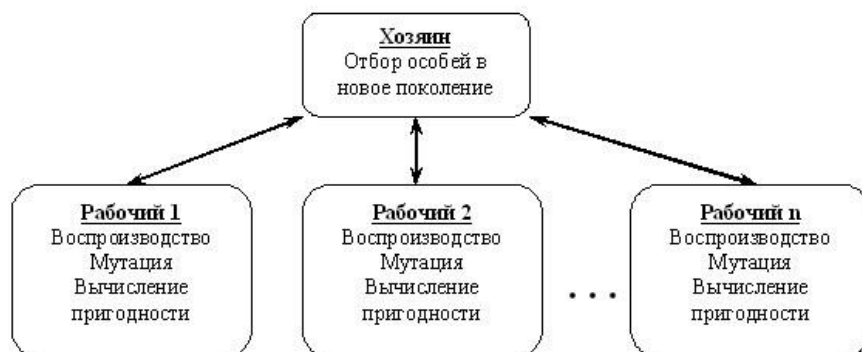 Хозяин
Отбор особей в
новое поколение
Рабочий 1
Воспроизводство
Мутация
Вычисление
пригодности
Рабочий 2
Воспроизводство
Мутация
Вычисление
пригодности
. . .
Рабочий n
Воспроизводство
Мутация
Вычисление
пригодности